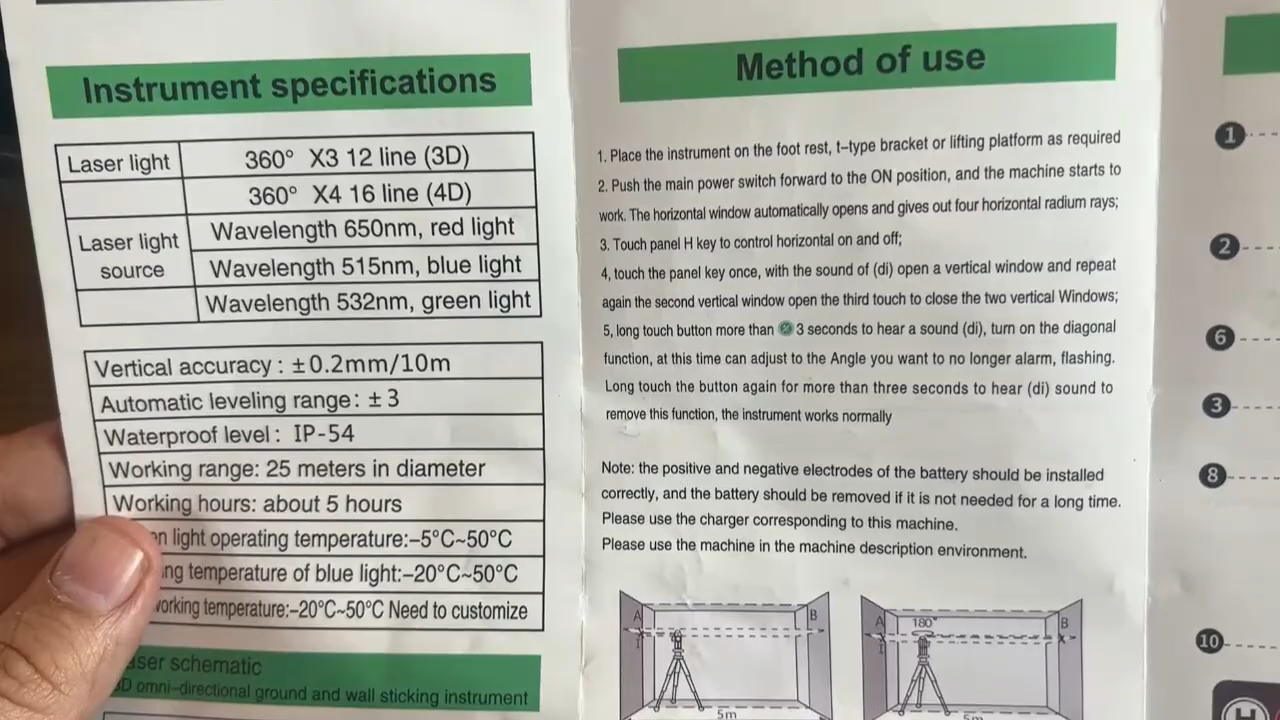 Instrument specifications
Laser light 360° X3 12 line (3D)
360° X4 16 line (4D)
Laser light source Wavelength 650nm, red light
Wavelength 515nm, blue light
Wavelength 532nm, green light
Vertical accuracy : ±0.2mm/10m
Automatic leveling range: ±3
Waterproof level : IP-54
Working range: 25 meters in diameter
Working hours: about 5 hours
light operating temperature:–5°C~50°C
temperature of blue light:–20°C~50°C
working temperature:–20°C~50°C Need to customize
schematic
3D omni–directional ground and wall sticking instrument
Method of use
1. Place the instrument on the foot rest, t–type bracket or lifting platform as required
2. Push the main power switch forward to the ON position, and the machine starts to
work. The horizontal window automatically opens and gives out four horizontal radium rays;
3. Touch panel H key to control horizontal on and off;
4, touch the panel key once, with the sound of (di) open a vertical window and repeat
again the second vertical window open the third touch to close the two vertical Windows;
5, long touch button more than 3 seconds to hear a sound (di), turn on the diagonal
function, at this time can adjust to the Angle you want to no longer alarm, flashing.
Long touch the button again for more than three seconds to hear (di) sound to
remove this function, the instrument works normally
Note: the positive and negative electrodes of the battery should be installed
correctly, and the battery should be removed if it is not needed for a long time.
Please use the charger corresponding to this machine.
Please use the machine in the machine description environment.
A B
5m
A 180° B
5m
1
2
6
3
8
10
H